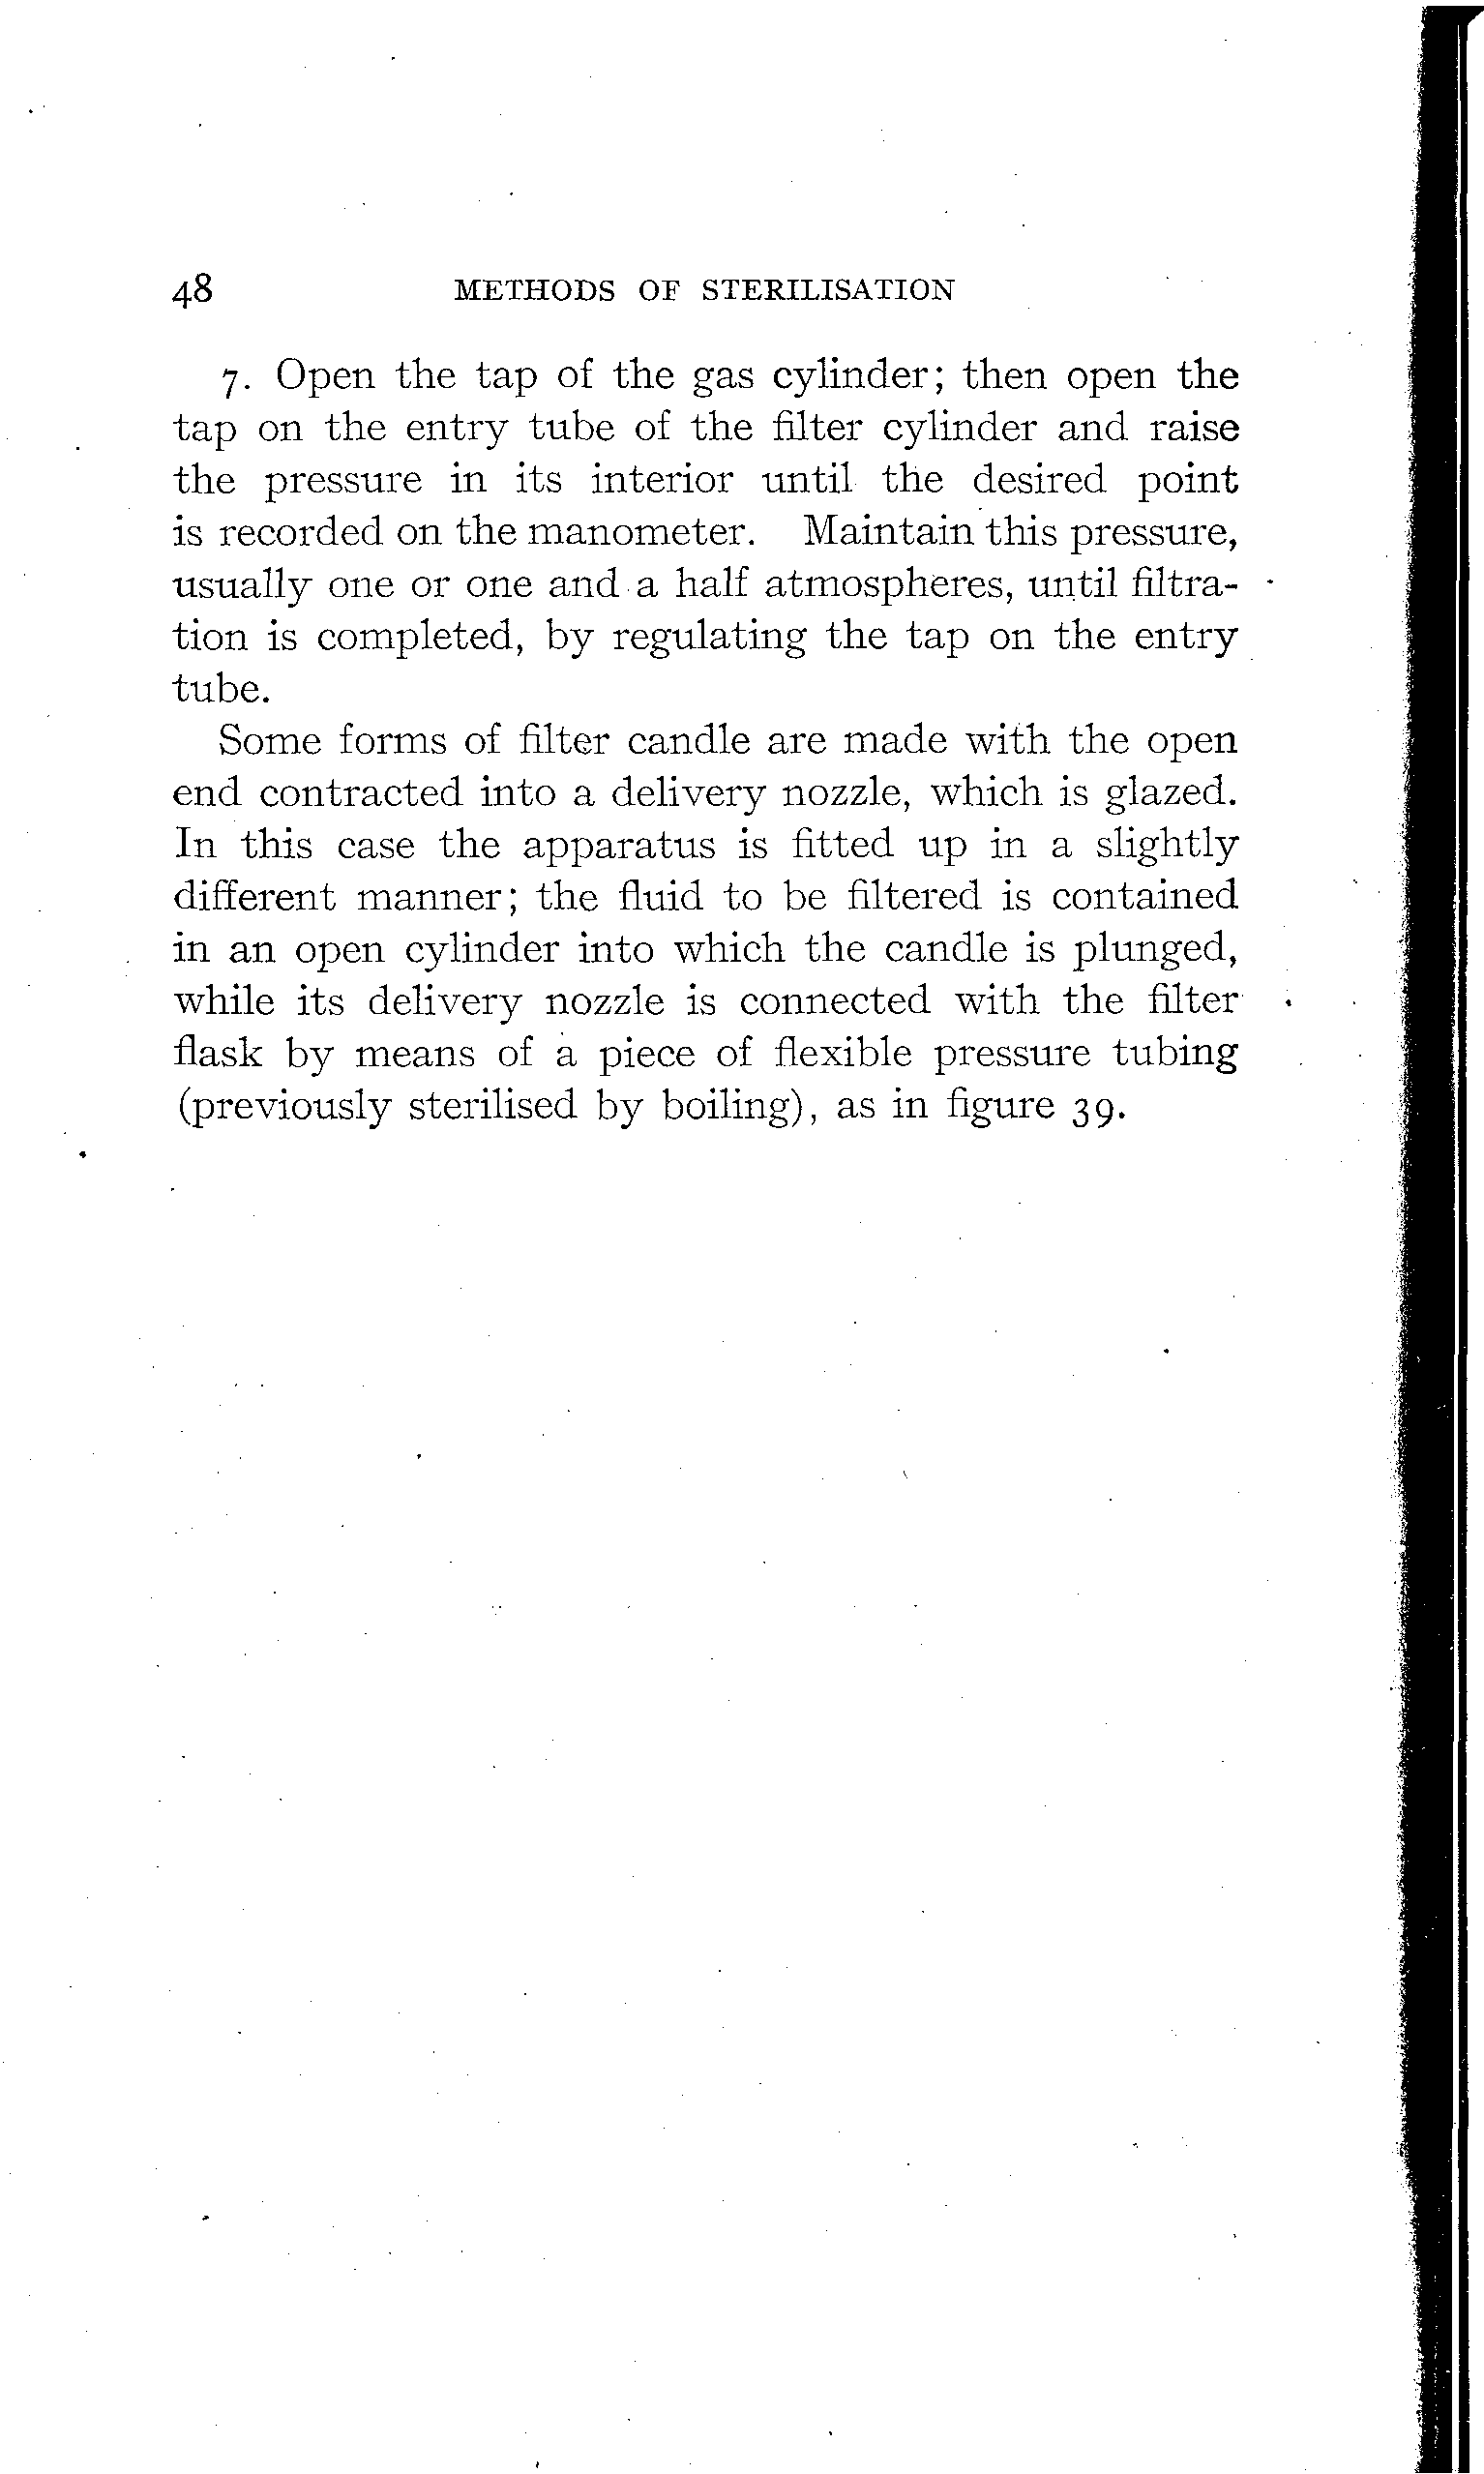 48 METHODS OF STERILISATION
7. Open the tap of the gas cylinder; then open the
tap on the entry tube of the filter cylinder and raise
the pressure in its interior until the desired point
is recorded on the manometer. Maintain this pressure,
usually one or one and a half atmospheres, until filtra-
tion is completed, by regulating the tap on the entry
tube.
Some forms of filter candle are made with the open
end contracted into a delivery nozzle, which is glazed.
In this case the apparatus is fitted up in a slightly
different manner; the fluid to be filtered is contained
in an open cylinder into which the candle is plunged,
while its delivery nozzle is connected with the filter
flask by means of a piece of flexible pressure tubing
(previously sterilised by boiling), as in figure 39.